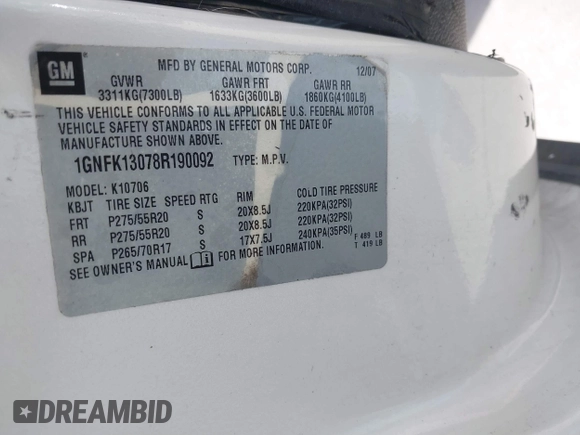 GM
MFD BY GENERAL MOTORS CORP. 12/07
GVWR GAWR FRT GAWR RR
3311KG(7300LB) 1633KG(3600LB) 1860KG(4100LB)
THIS VEHICLE CONFORMS TO ALL APPLICABLE U.S. FEDERAL MOTOR
VEHICLE SAFETY STANDARDS IN EFFECT ON THE DATE OF
MANUFACTURE SHOWN ABOVE.
1GNFK13078R190092 TYPE: M.P.V.
MODEL: K10706
KBJT TIRE SIZE SPEED RTG RIM COLD TIRE PRESSURE
FRT P275/55R20 S 20X8.5J 220KPA(32PSI)
RR P275/55R20 S 20X8.5J 220KPA(32PSI)
SPA P265/70R17 S 17X7.5J 240KPA(35PSI) F 489 LB
SEE OWNER'S MANUAL FOR MORE INFORMATION. T 419 LB
DREAMBID